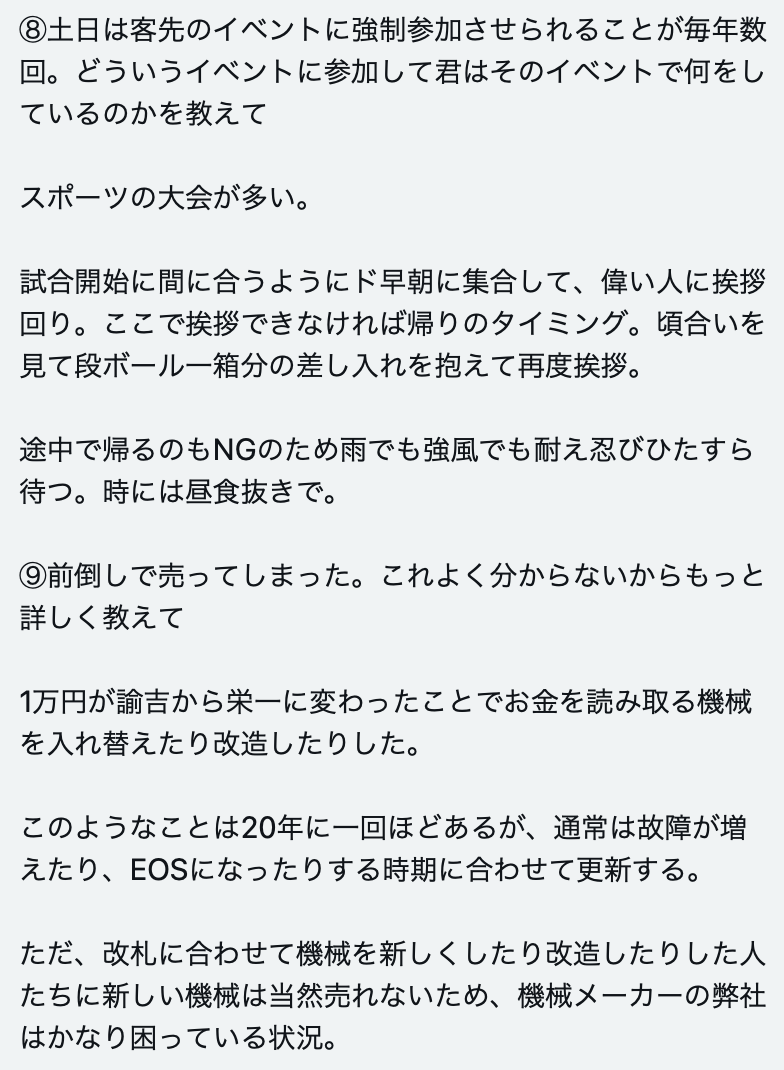 ⑧土日は客先のイベントに強制参加させられることが毎年数
回。どういうイベントに参加して君はそのイベントで何をし
ているのかを教えて
スポーツの大会が多い。
試合開始に間に合うようにド早朝に集合して、偉い人に挨拶
回り。ここで挨拶できなければ帰りのタイミング。頃合いを
見て段ボール一箱分の差し入れを抱えて再度挨拶。
途中で帰るのもNGのため雨でも強風でも耐え忍びひたすら
待つ。時には昼食抜きで。
⑨前倒しで売ってしまった。これよく分からないからもっと
詳しく教えて
1万円が諭吉から栄一に変わったことでお金を読み取る機械
を入れ替えたり改造したりした。
このようなことは20年に一回ほどあるが、通常は故障が増
えたり、EOSになったりする時期に合わせて更新する。
ただ、改札に合わせて機械を新しくしたり改造したりした人
たちに新しい機械は当然売れないため、機械メーカーの弊社
はかなり困っている状況。